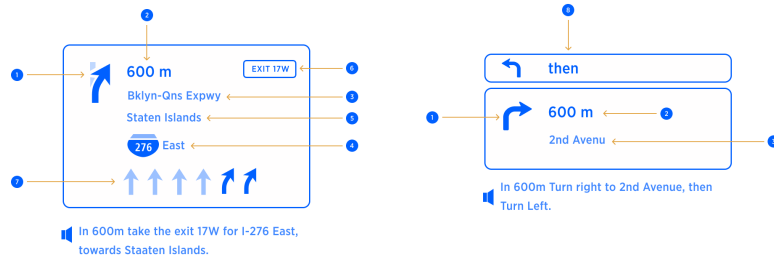 2
600 m
EXIT 17W
6
1
Bklyn-Qns Expwy
3
Staten Islands
5
276
East
4
7
In 600m take the exit 17W for I-276 East,
towards Staaten Islands.
8
then
1
600 m
2
2nd Avenu
In 600m Turn right to 2nd Avenue, then
Turn Left.